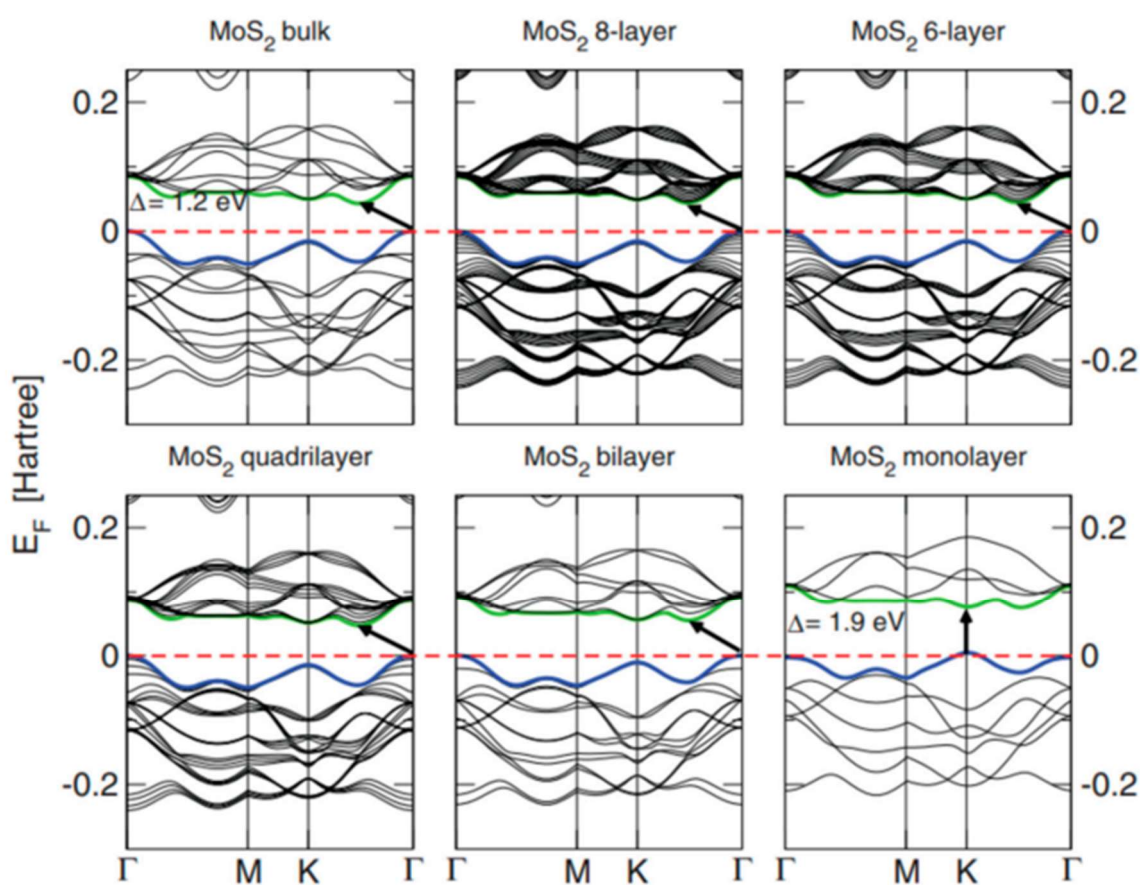 MoS₂ bulk
MoS₂ 8-layer
MoS₂ 6-layer
0.2
0.2
Δ= 1.2 eV
0
0
-0.2
-0.2
E_F [Hartree]
MoS₂ quadrilayer
MoS₂ bilayer
MoS₂ monolayer
0.2
0.2
Δ= 1.9 eV
0
0
-0.2
-0.2
Γ M K Γ M K Γ M K Γ